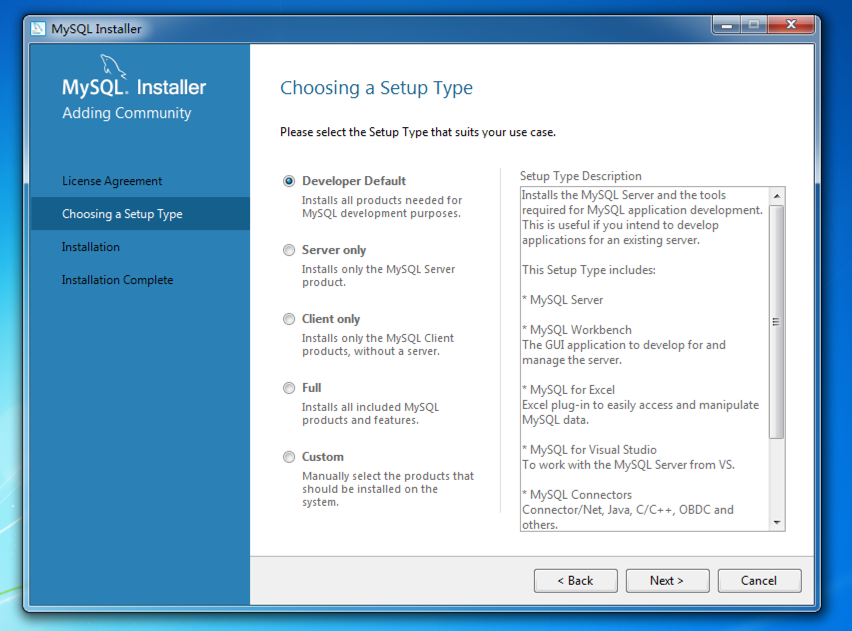 MySQL Installer
MySQL. Installer
Adding Community
License Agreement
Choosing a Setup Type
Installation
Installation Complete
Choosing a Setup Type
Please select the Setup Type that suits your use case.
Developer Default
Installs all products needed for
MySQL development purposes.
Server only
Installs only the MySQL Server
product.
Client only
Installs only the MySQL Client
products, without a server.
Full
Installs all included MySQL
products and features.
Custom
Manually select the products that
should be installed on the
system.
Setup Type Description
Installs the MySQL Server and the tools
required for MySQL application development.
This is useful if you intend to develop
applications for an existing server.
This Setup Type includes:
* MySQL Server
* MySQL Workbench
The GUI application to develop for and
manage the server.
* MySQL for Excel
Excel plug-in to easily access and manipulate
MySQL data.
* MySQL for Visual Studio
To work with the MySQL Server from VS.
* MySQL Connectors
Connector/Net, Java, C/C++, OBDC and
others.
< Back
Next >
Cancel